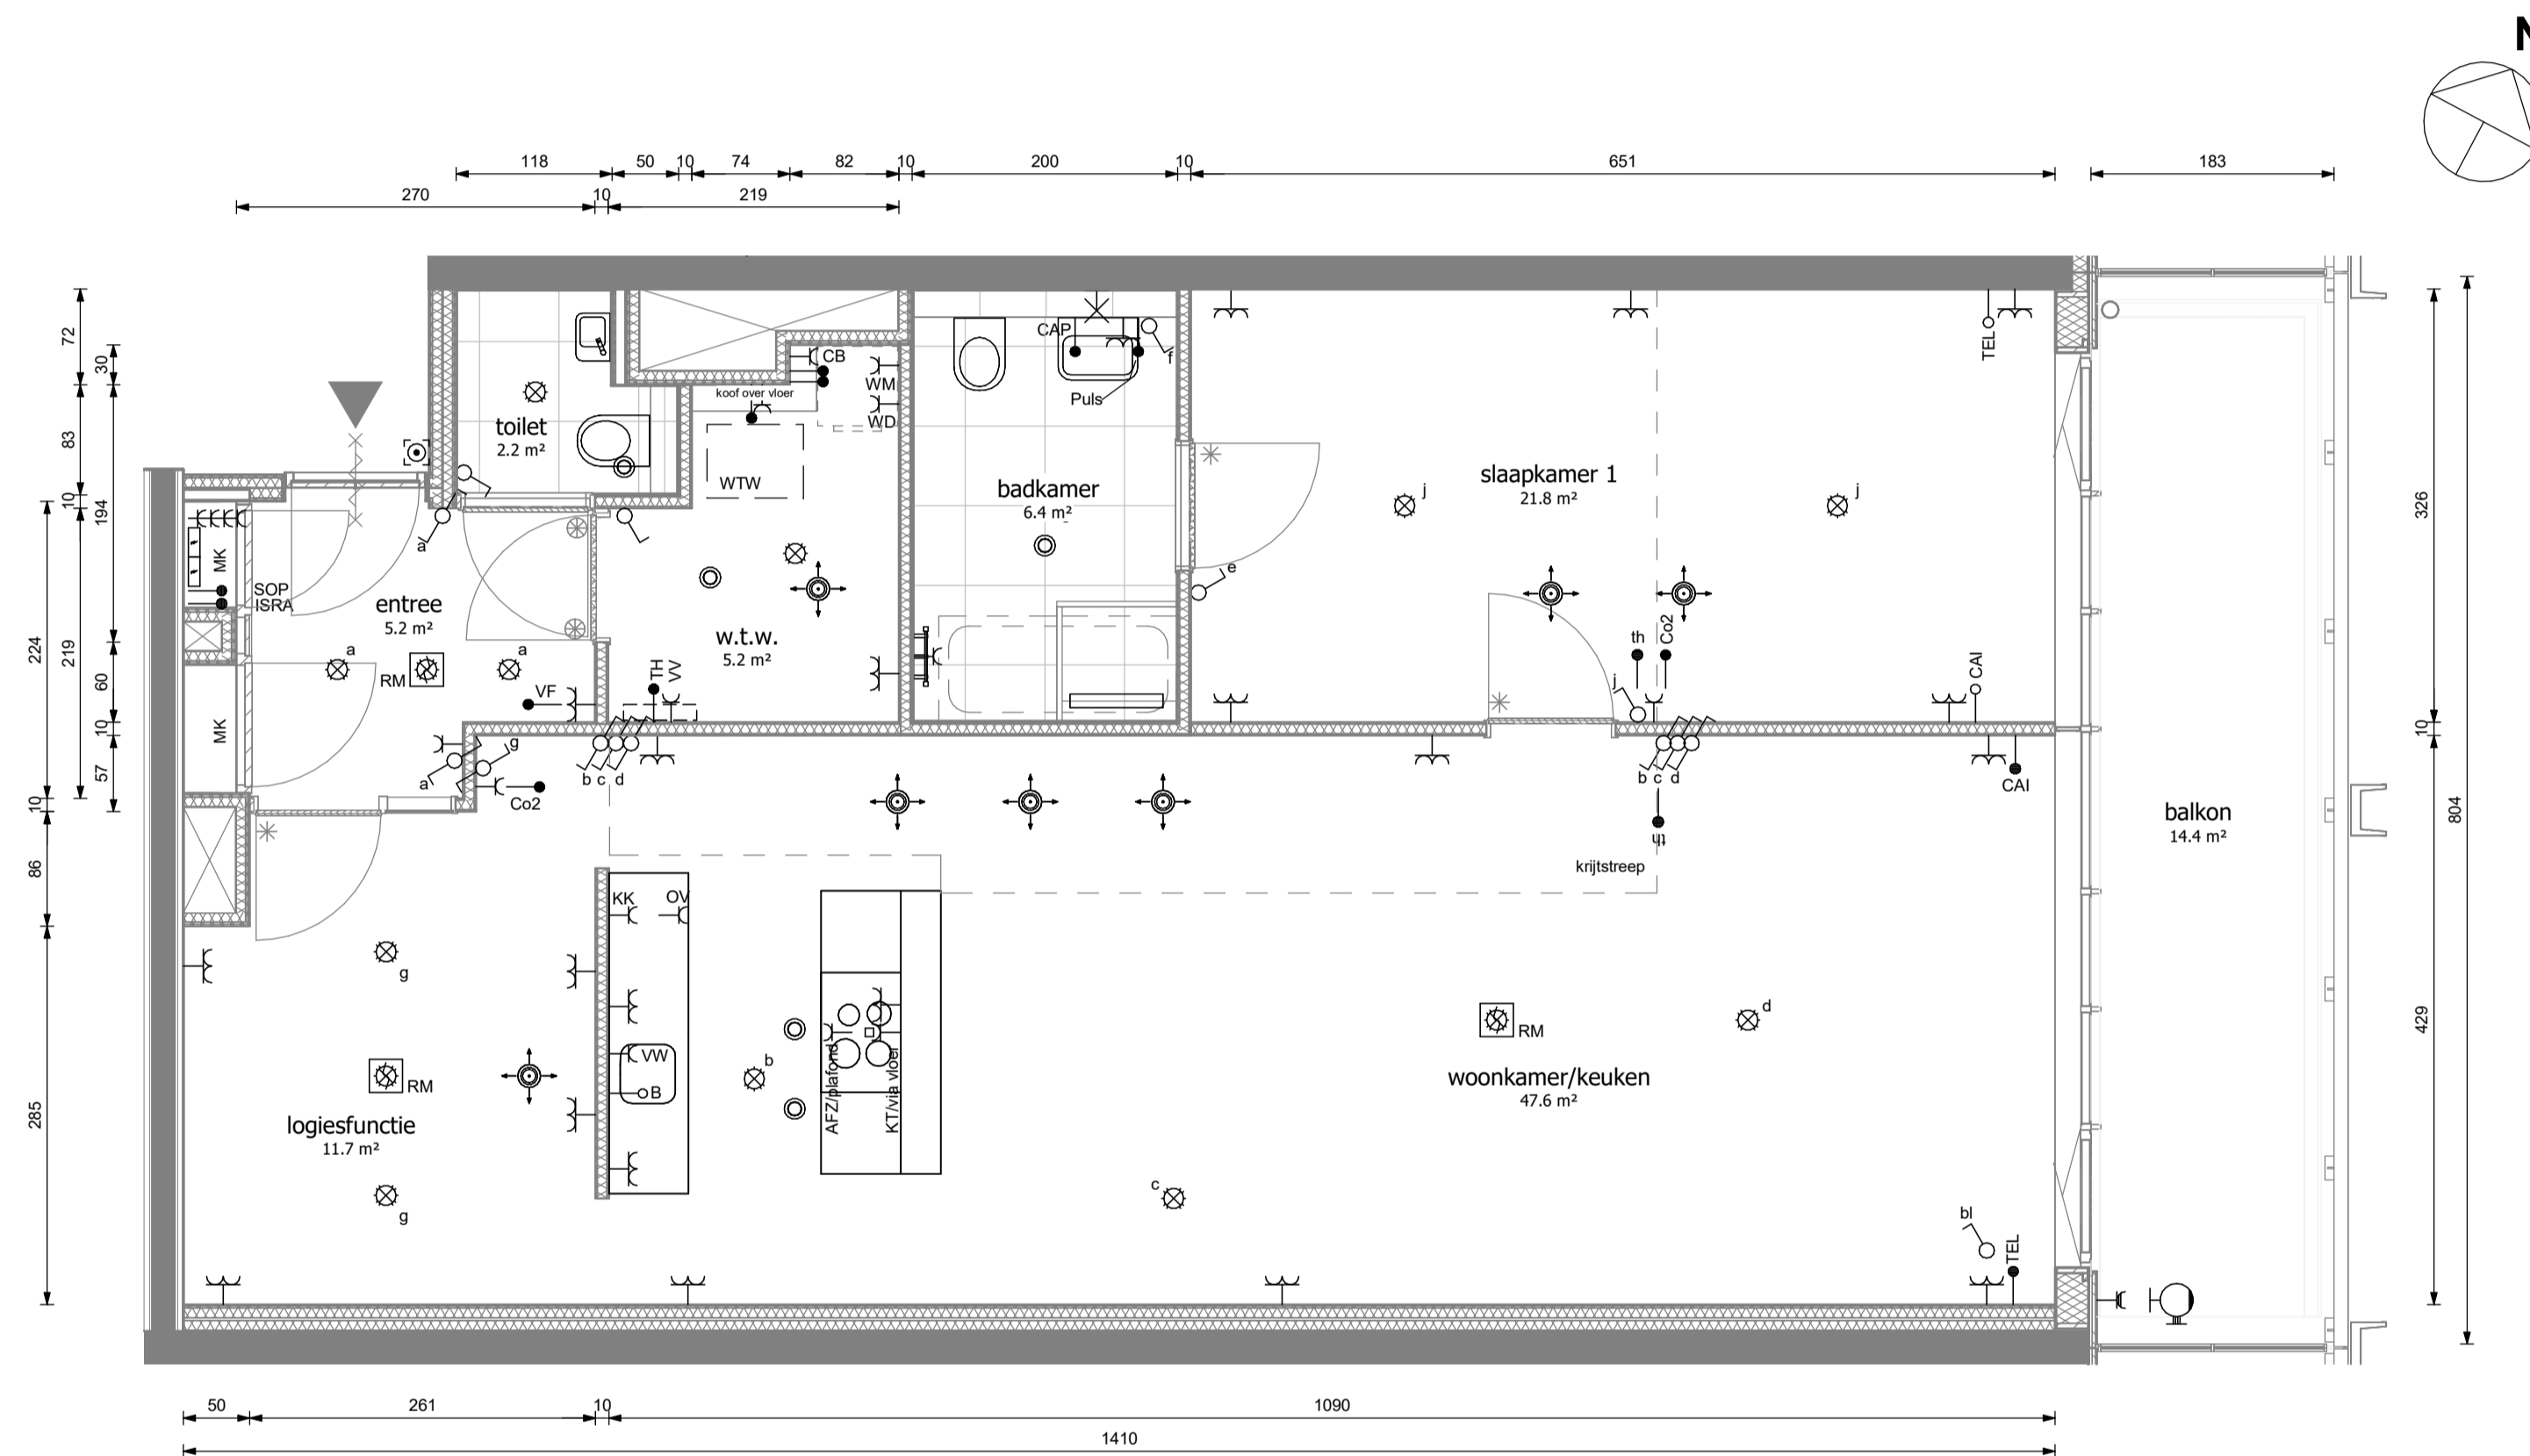 N
118 50 10 74 82 10 200 10 651 183
270 10 219
72
30
83
10
194
224
219
60
10
57
10
86
285
326
10
429
804
CAP
f
Puls
CB
WM
WD
koof over vloer
WTW
TEL
toilet
2.2 m²
badkamer
6.4 m²
slaapkamer 1
21.8 m²
j
j
a
e
MK
SOP
ISRA
entree
5.2 m²
w.t.w.
5.2 m²
a
RM
a
VF
TH
VV
th
Co2
CAI
j
MK
g
a
Co2
b c d
b c d
CAI
th
krijtstreep
balkon
14.4 m²
KK
OV
g
VW
B
b
AFZ/plafond
KT/via vloer
RM
d
RM
woonkamer/keuken
47.6 m²
logiesfunctie
11.7 m²
g
c
bl
TEL
50 261 10 1090
1410